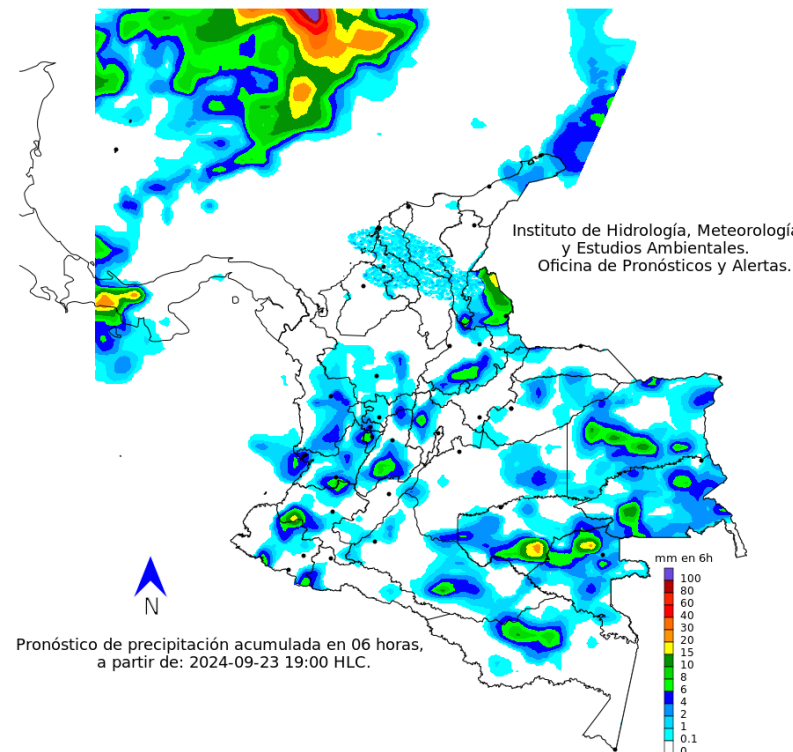 Instituto de Hidrología, Meteorología
y Estudios Ambientales.
Oficina de Pronósticos y Alertas.
N
Pronóstico de precipitación acumulada en 06 horas,
a partir de: 2024-09-23 19:00 HLC.
mm en 6h
100
80
60
40
30
20
15
10
8
6
4
2
1
0.1
0